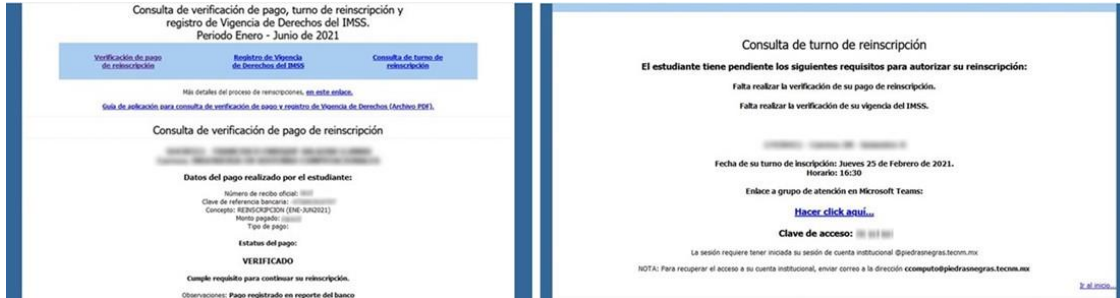 Consulta de verificación de pago, turno de reinscripción y
registro de Vigencia de Derechos del IMSS.
Periodo Enero - Junio de 2021
Verificación de pago
de reinscripción
Registro de Vigencia
de Derechos del IMSS
Consulta de turno de
reinscripción
Más detalles del proceso de reinscripciones, en este enlace.
Guía de aplicación para consulta de verificación de pago y registro de Vigencia de Derechos (Archivo PDF).
Consulta de verificación de pago de reinscripción
Datos del pago realizado por el estudiante:
Número de recibo oficial:
Clave de referencia bancaria:
Concepto: REINSCRIPCION (ENE-JUN2021)
Monto pagado:
Tipo de pago:
Estatus del pago:
VERIFICADO
Cumple requisito para continuar su reinscripción.
Observaciones: Pago registrado en reporte del banco
Consulta de turno de reinscripción
El estudiante tiene pendiente los siguientes requisitos para autorizar su reinscripción:
Falta realizar la verificación de su pago de reinscripción.
Falta realizar la verificación de su vigencia del IMSS.
Fecha de su turno de inscripción: Jueves 25 de Febrero de 2021.
Horario: 16:30
Enlace a grupo de atención en Microsoft Teams:
Hacer click aquí...
Clave de acceso:
La sesión requiere tener iniciada su sesión de cuenta institucional @piedrasnegras.tecnm.mx
NOTA: Para recuperar el acceso a su cuenta institucional, enviar correo a la dirección ccomputo@piedrasnegras.tecnm.mx
Ir al inicio...